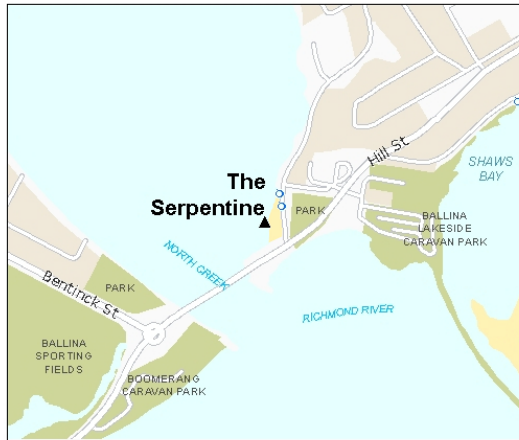 Hill St
SHAWS
BAY
The
Serpentine
PARK
BALLINA
LAKESIDE
CARAVAN PARK
NORTH CREEK
PARK
Bentinck St
RICHMOND RIVER
BALLINA
SPORTING
FIELDS
BOOMERANG
CARAVAN PARK